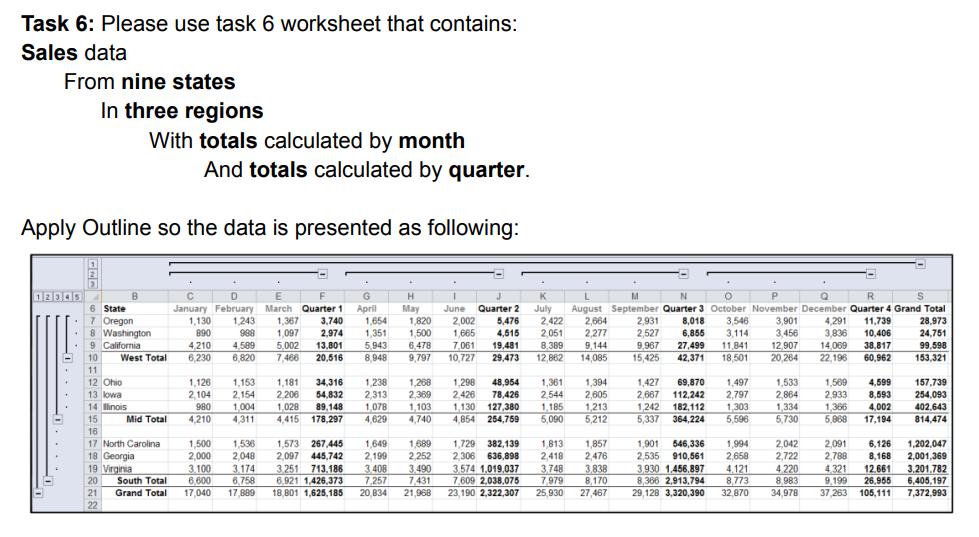 Task 6: Please use task 6 worksheet that contains:
Sales data
From nine states
In three regions
With totals calculated by month
And totals calculated by quarter.
Apply Outline so the data is presented as following:
1
2
3
1 2 3 4 5 B C D E F G H I J K L M N O P Q R S
6 State January February March Quarter 1 April May June Quarter 2 July August September Quarter 3 October November December Quarter 4 Grand Total
7 Oregon 1,130 1,243 1,367 3,740 1,654 1,820 2,002 5,476 2,422 2,664 2,931 8,018 3,546 3,901 4,291 11,739 28,973
8 Washington 890 988 1,097 2,974 1,351 1,500 1,665 4,515 2,051 2,277 2,527 6,855 3,114 3,456 3,836 10,406 24,751
9 California 4,210 4,589 5,002 13,801 5,943 6,478 7,061 19,481 8,389 9,144 9,967 27,499 11,841 12,907 14,069 38,817 99,598
10 West Total 6,230 6,820 7,466 20,516 8,948 9,797 10,727 29,473 12,862 14,085 15,425 42,371 18,501 20,264 22,196 60,962 153,321
11
12 Ohio 1,126 1,153 1,181 34,316 1,238 1,268 1,298 48,954 1,361 1,394 1,427 69,870 1,497 1,533 1,569 4,599 157,739
13 Iowa 2,104 2,154 2,206 54,832 2,313 2,369 2,426 78,426 2,544 2,605 2,667 112,242 2,797 2,864 2,933 8,593 254,093
14 Illinois 980 1,004 1,028 89,148 1,078 1,103 1,130 127,380 1,185 1,213 1,242 182,112 1,303 1,334 1,366 4,002 402,643
15 Mid Total 4,210 4,311 4,415 178,297 4,629 4,740 4,854 254,759 5,090 5,212 5,337 364,224 5,596 5,730 5,868 17,194 814,474
16
17 North Carolina 1,500 1,536 1,573 267,445 1,649 1,689 1,729 382,139 1,813 1,857 1,901 546,336 1,994 2,042 2,091 6,126 1,202,047
18 Georgia 2,000 2,048 2,097 445,742 2,199 2,252 2,306 636,898 2,418 2,476 2,535 910,561 2,658 2,722 2,788 8,168 2,001,369
19 Virginia 3,100 3,174 3,251 713,186 3,408 3,490 3,574 1,019,037 3,748 3,838 3,930 1,456,897 4,121 4,220 4,321 12,661 3,201,782
20 South Total 6,600 6,758 6,921 1,426,373 7,257 7,431 7,609 2,038,075 7,979 8,170 8,366 2,913,794 8,773 8,983 9,199 26,955 6,405,197
21 Grand Total 17,040 17,889 18,801 1,625,185 20,834 21,968 23,190 2,322,307 25,930 27,467 29,128 3,320,390 32,870 34,978 37,263 105,111 7,372,993
22